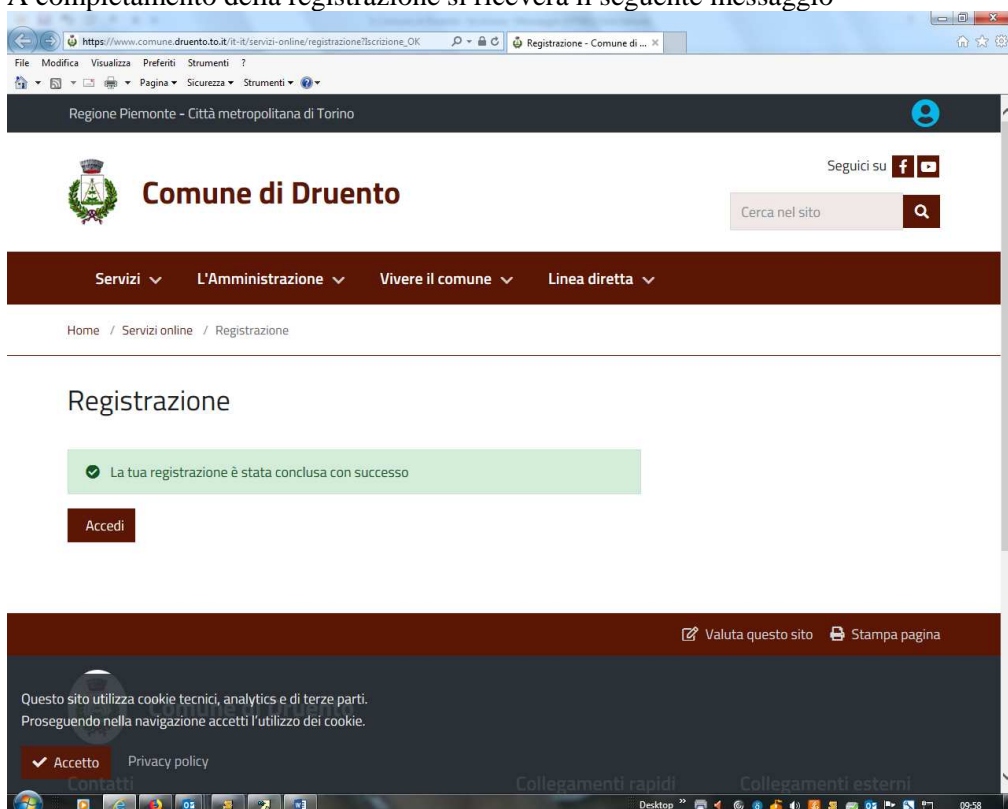 A completamento della registrazione si riceverà il seguente messaggio
https://www.comune.druento.to.it/it-it/servizi-online/registrazione?Iscrizione_OK
Registrazione - Comune di ...
File Modifica Visualizza Preferiti Strumenti ?
Pagina Sicurezza Strumenti
Regione Piemonte - Città metropolitana di Torino
Seguici su
Comune di Druento
Cerca nel sito
Servizi L'Amministrazione Vivere il comune Linea diretta
Home / Servizi online / Registrazione
Registrazione
La tua registrazione è stata conclusa con successo
Accedi
Valuta questo sito Stampa pagina
Comune di Druento
Questo sito utilizza cookie tecnici, analytics e di terze parti.
Proseguendo nella navigazione accetti l'utilizzo dei cookie.
Accetto Privacy policy
Contatti Collegamenti rapidi Collegamenti esterni
Desktop 09:58